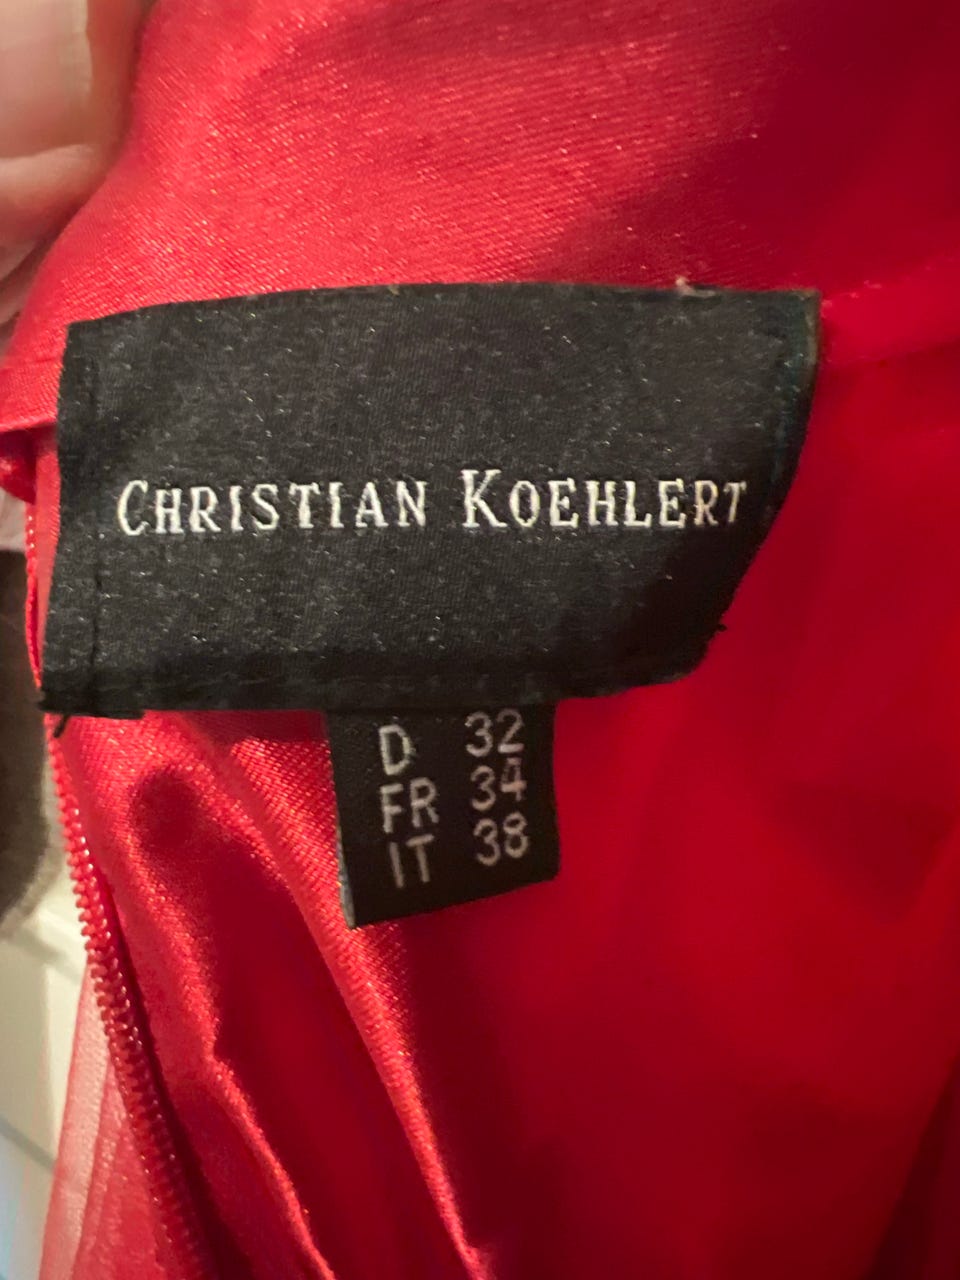 CHRISTIAN KOEHLERT
D 32
FR 34
IT 38